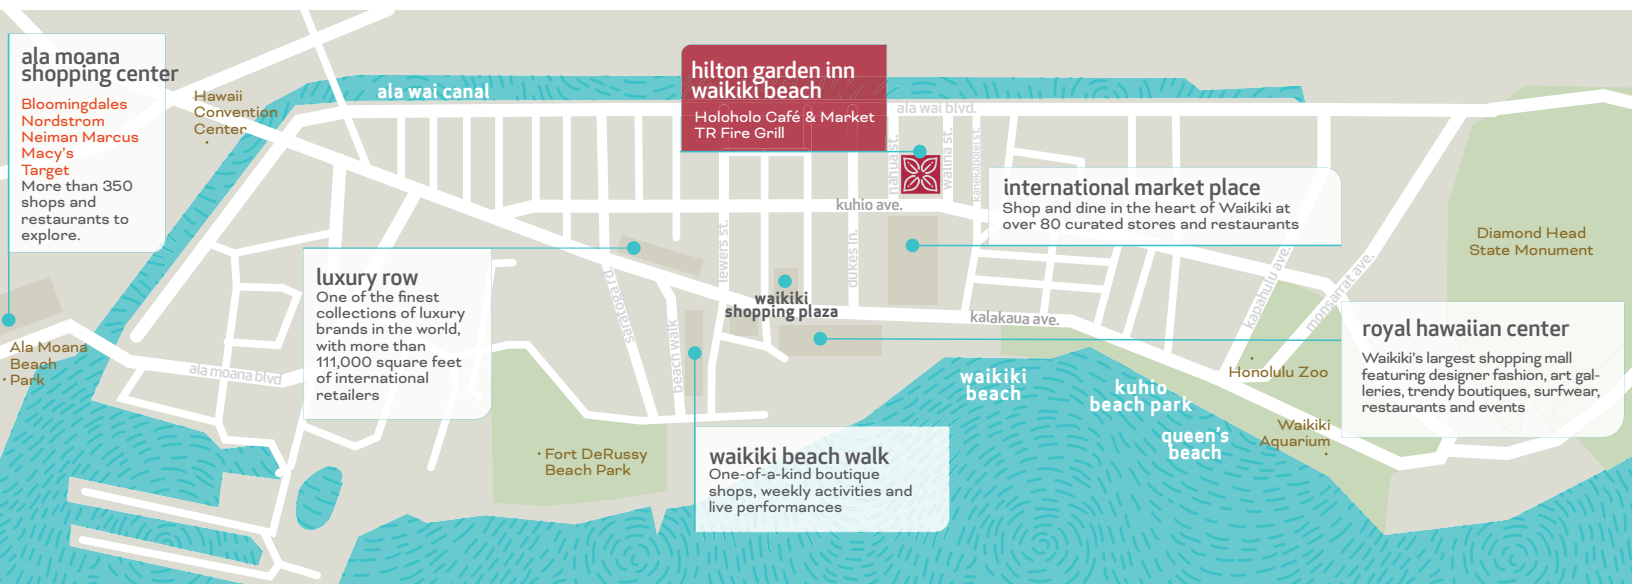 ala moana
shopping center
Bloomingdales
Nordstrom
Neiman Marcus
Macy's
Target
More than 350
shops and
restaurants to
explore.
Hawaii
Convention
Center
ala wai canal
hilton garden inn
waikiki beach
Holoholo Café & Market
TR Fire Grill
ala wai blvd.
nahua st.
walina st.
kanekapolei st.
kuhio ave.
international market place
Shop and dine in the heart of Waikiki at
over 80 curated stores and restaurants
Diamond Head
State Monument
luxury row
One of the finest
collections of luxury
brands in the world,
with more than
111,000 square feet
of international
retailers
lewers st.
dukes ln.
saratoga rd.
beach walk
waikiki
shopping plaza
kalakaua ave.
kapahulu ave.
monsarrat ave.
royal hawaiian center
Waikiki's largest shopping mall
featuring designer fashion, art gal-
leries, trendy boutiques, surfwear,
restaurants and events
Ala Moana
Beach
Park
ala moana blvd
Honolulu Zoo
waikiki
beach
kuhio
beach park
queen's
beach
Waikiki
Aquarium
Fort DeRussy
Beach Park
waikiki beach walk
One-of-a-kind boutique
shops, weekly activities and
live performances